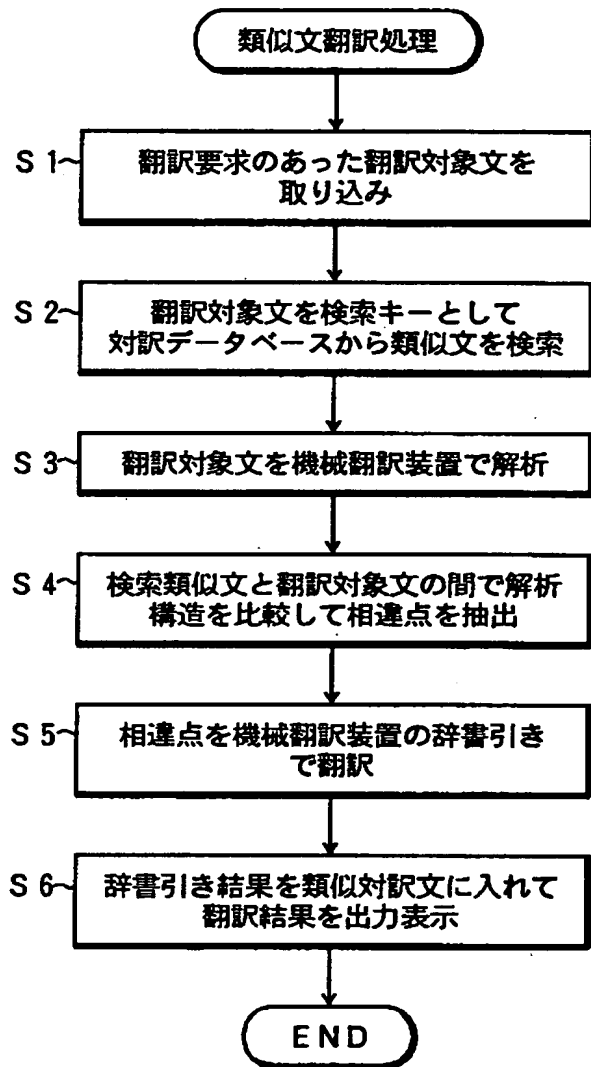 類似文翻訳処理
S1 翻訳要求のあった翻訳対象文を
取り込み
S2 翻訳対象文を検索キーとして
対訳データベースから類似文を検索
S3 翻訳対象文を機械翻訳装置で解析
S4 検索類似文と翻訳対象文の間で解析
構造を比較して相違点を抽出
S5 相違点を機械翻訳装置の辞書引き
で翻訳
S6 辞書引き結果を類似対訳文に入れて
翻訳結果を出力表示
END